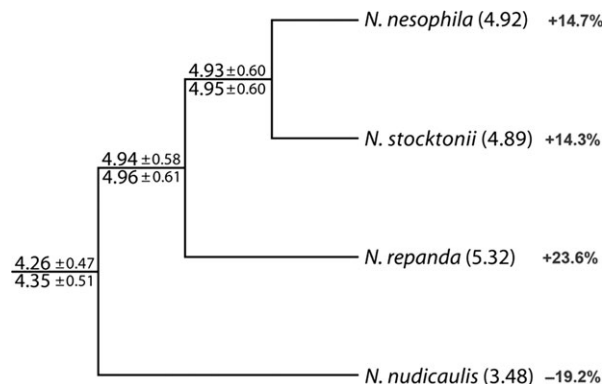 N. nesophila (4.92) +14.7%
4.93 ±0.60
4.95 ±0.60
N. stocktonii (4.89) +14.3%
4.94 ±0.58
4.96 ±0.61
N. repanda (5.32) +23.6%
4.26 ±0.47
4.35 ±0.51
N. nudicaulis (3.48) –19.2%